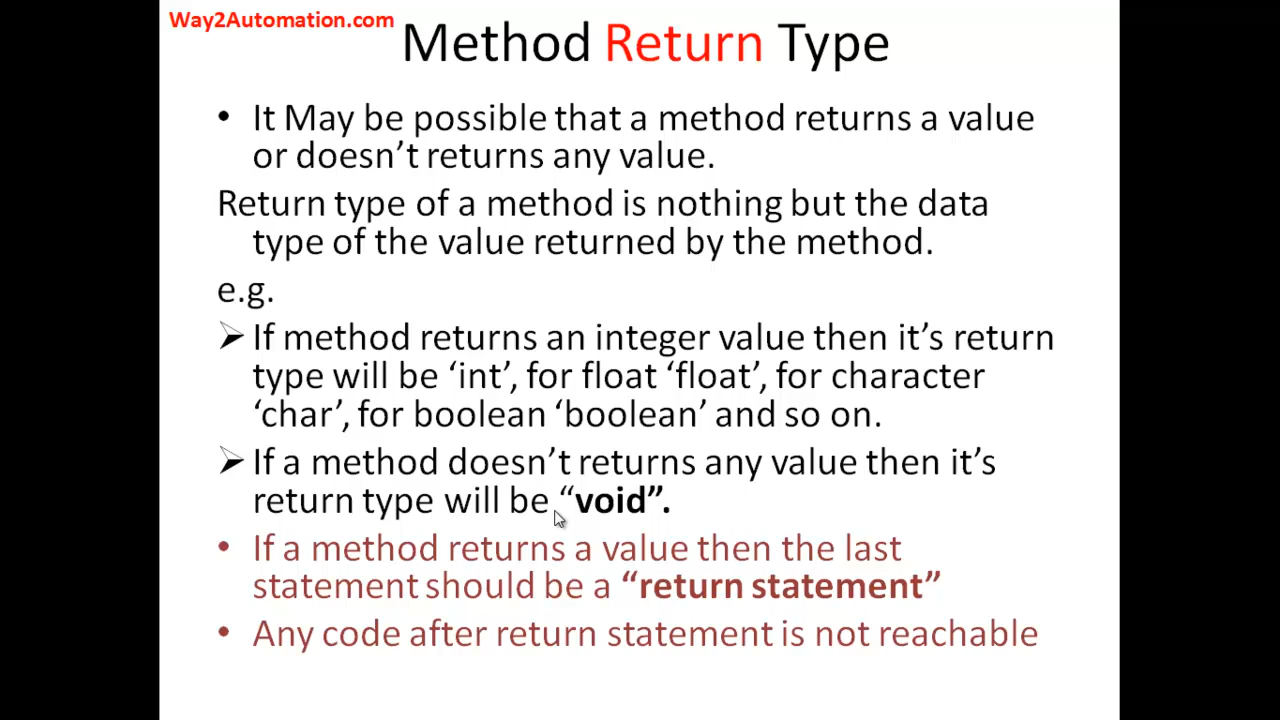 Way2Automation.com
Method Return Type
• It May be possible that a method returns a value
or doesn’t returns any value.
Return type of a method is nothing but the data
type of the value returned by the method.
e.g.
➢ If method returns an integer value then it’s return
type will be ‘int’, for float ‘float’, for character
‘char’, for boolean ‘boolean’ and so on.
➢ If a method doesn’t returns any value then it’s
return type will be “void”.
• If a method returns a value then the last
statement should be a “return statement”
• Any code after return statement is not reachable